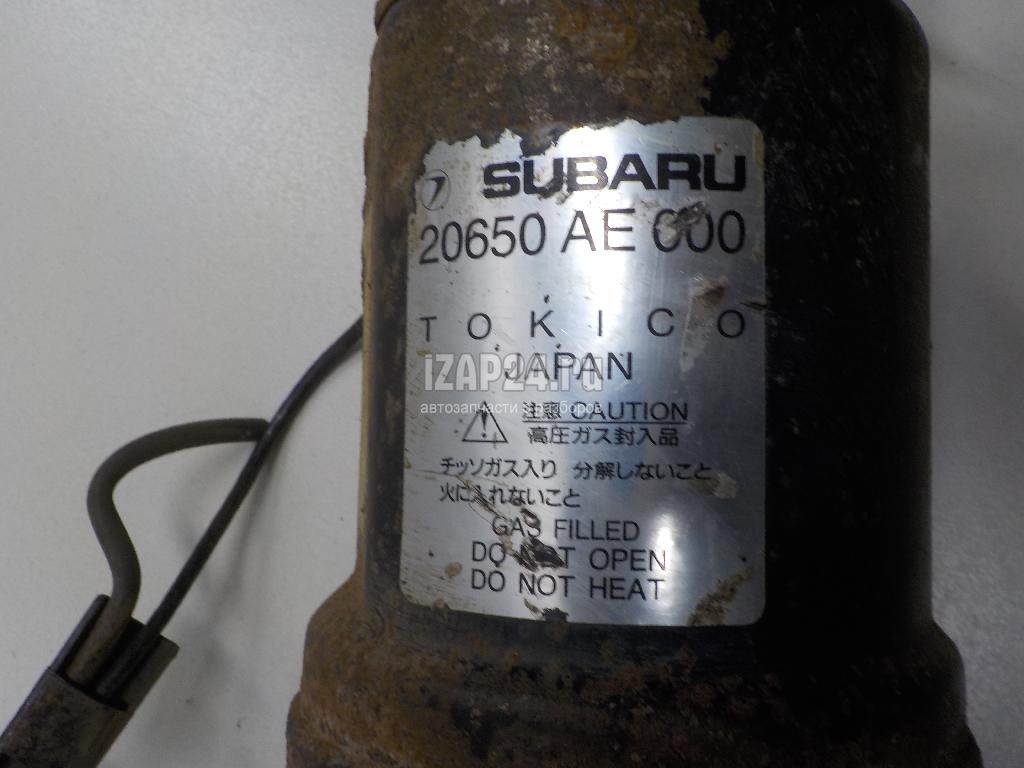 SUBARU
20650 AE 000
TOKICO
JAPAN
iZAP24.ru
注意 CAUTION
高圧ガス封入品
チッソガス入り 分解しないこと
火に入れないこと
GAS FILLED
DO NOT OPEN
DO NOT HEAT